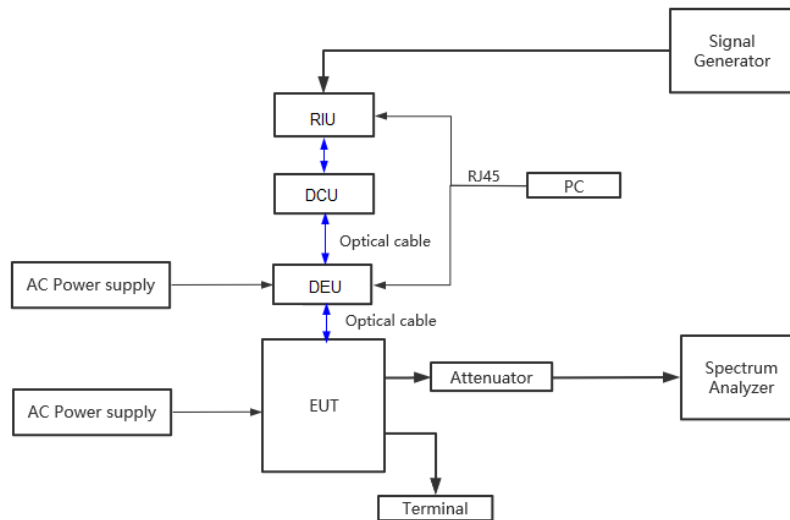 Signal
Generator
RIU
RJ45
PC
DCU
Optical cable
AC Power supply
DEU
Optical cable
Attenuator
Spectrum
Analyzer
AC Power supply
EUT
Terminal